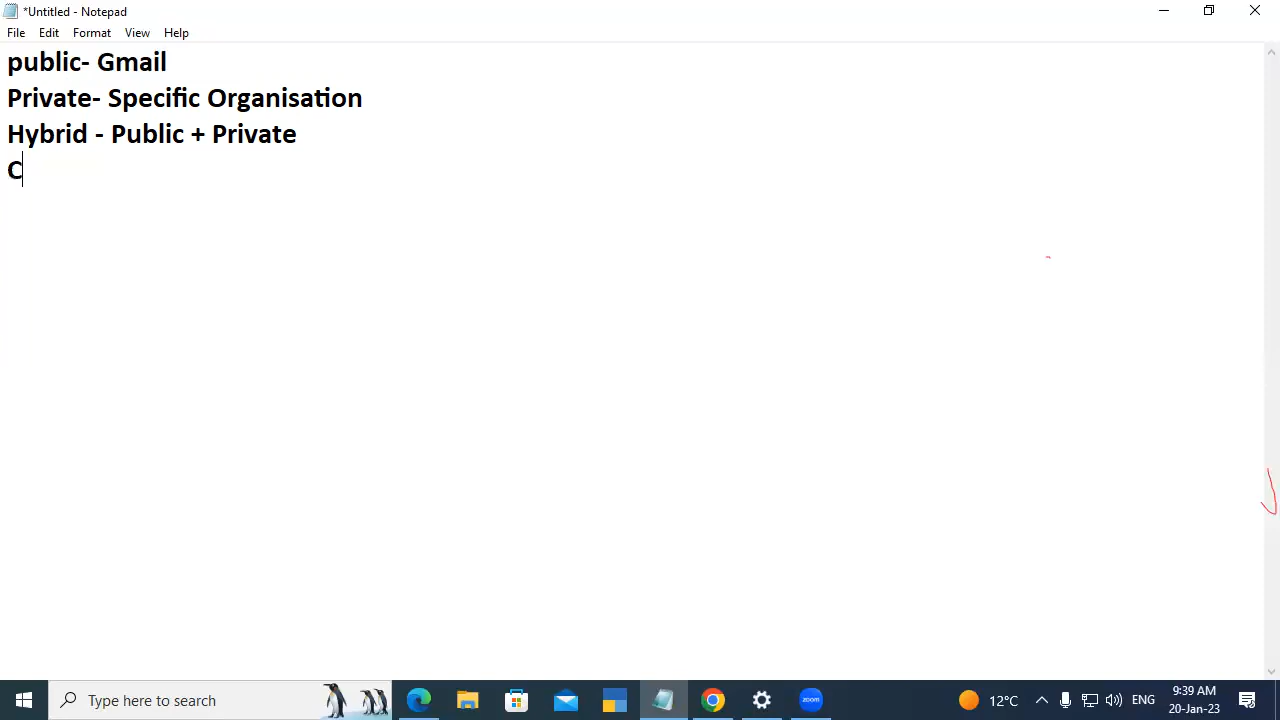 *Untitled - Notepad
File Edit Format View Help
public- Gmail
Private- Specific Organisation
Hybrid - Public + Private
C
Type here to search
zoom
12°C
ENG
9:39 AM
20-Jan-23